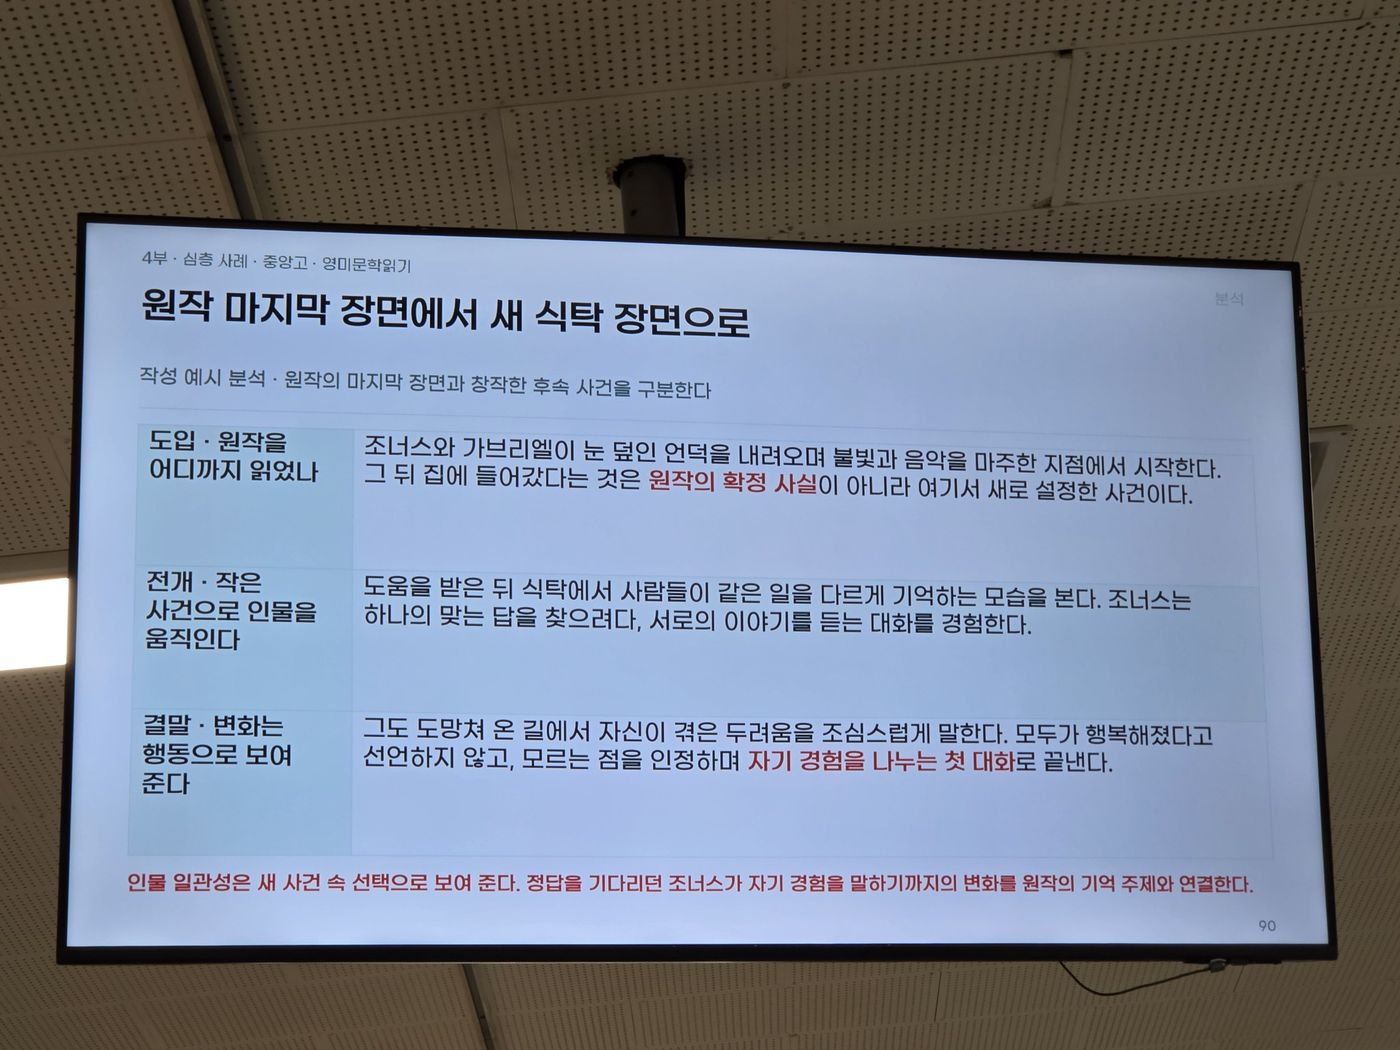 4부 · 심층 사례 · 중앙고 · 영미문학읽기
분석
원작 마지막 장면에서 새 식탁 장면으로
작성 예시 분석 · 원작의 마지막 장면과 창작한 후속 사건을 구분한다
도입 · 원작을
어디까지 읽었나
조너스와 가브리엘이 눈 덮인 언덕을 내려오며 불빛과 음악을 마주한 지점에서 시작한다.
그 뒤 집에 들어갔다는 것은 원작의 확정 사실이 아니라 여기서 새로 설정한 사건이다.
전개 · 작은
사건으로 인물을
움직인다
도움을 받은 뒤 식탁에서 사람들이 같은 일을 다르게 기억하는 모습을 본다. 조너스는
하나의 맞는 답을 찾으려다, 서로의 이야기를 듣는 대화를 경험한다.
결말 · 변화는
행동으로 보여
준다
그도 도망쳐 온 길에서 자신이 겪은 두려움을 조심스럽게 말한다. 모두가 행복해졌다고
선언하지 않고, 모르는 점을 인정하며 자기 경험을 나누는 첫 대화로 끝낸다.
인물 일관성은 새 사건 속 선택으로 보여 준다. 정답을 기다리던 조너스가 자기 경험을 말하기까지의 변화를 원작의 기억 주제와 연결한다.
90